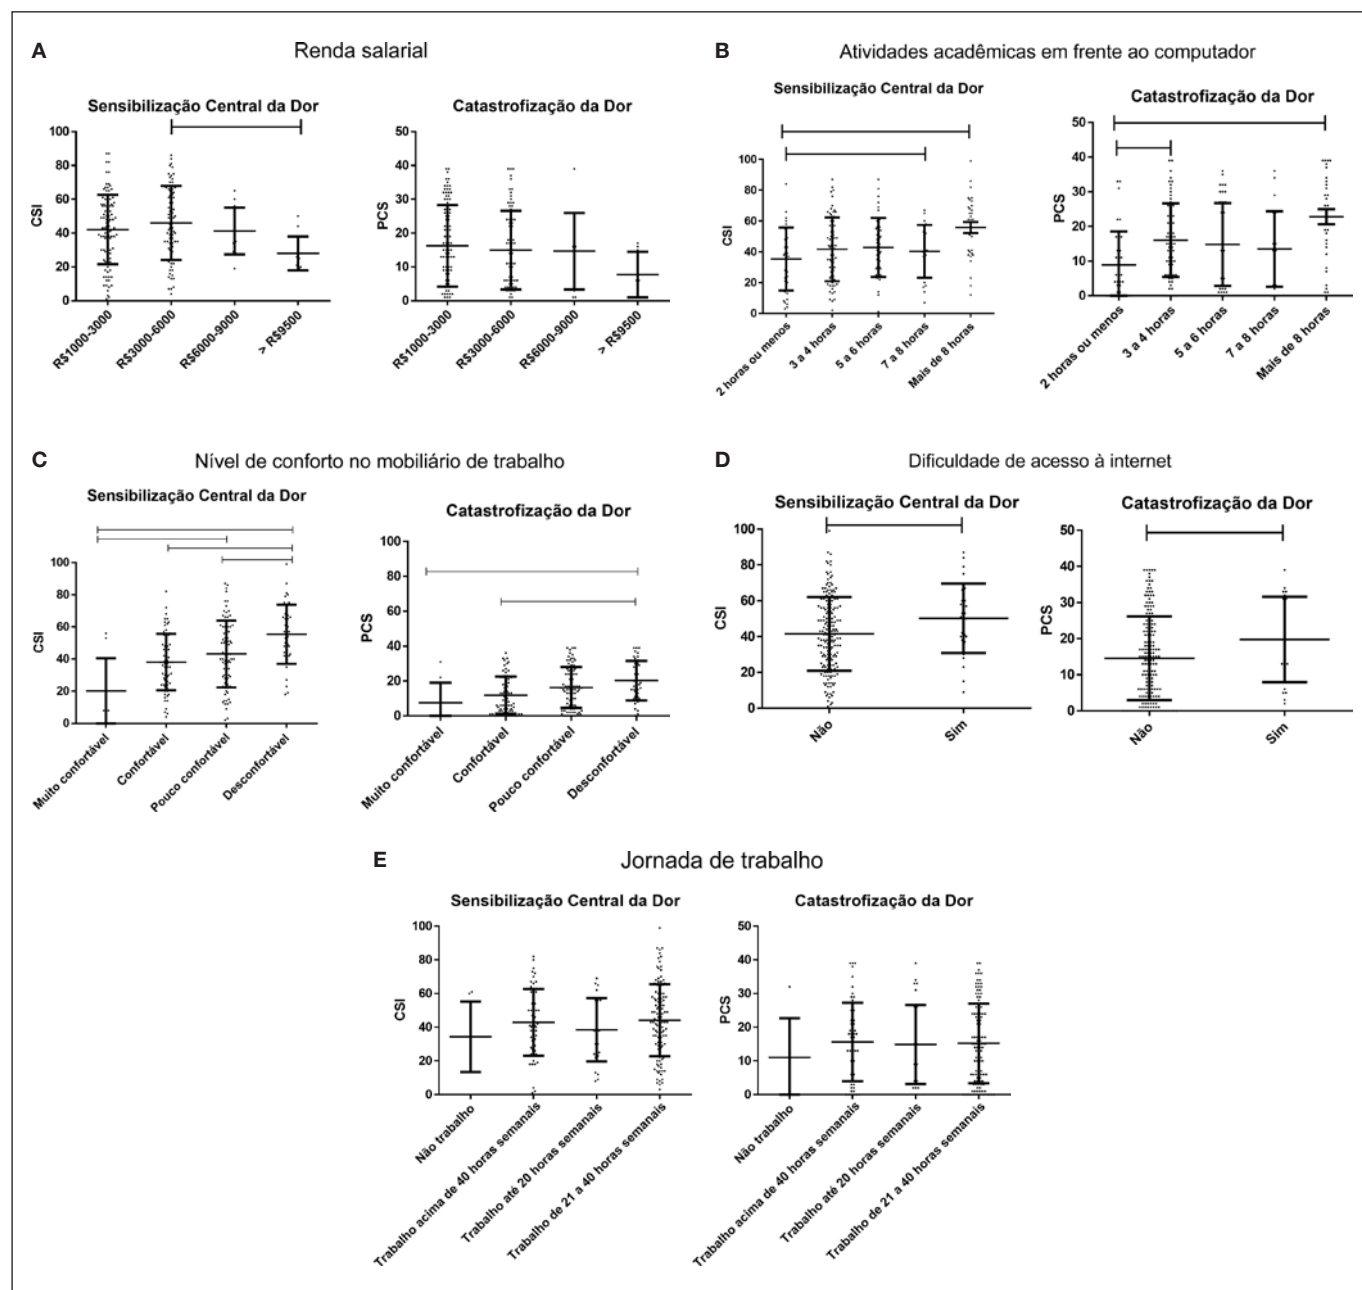 A
Renda salarial
Sensibilização Central da Dor
CSI
100
80
60
40
20
0
R$1000-3000
R$3000-6000
R$6000-9000
> R$9500
Catastrofização da Dor
PCS
50
40
30
20
10
0
R$1000-3000
R$3000-6000
R$6000-9000
> R$9500
B
Atividades acadêmicas em frente ao computador
Sensibilização Central da Dor
CSI
100
80
60
40
20
0
2 horas ou menos
3 a 4 horas
5 a 6 horas
7 a 8 horas
Mais de 8 horas
Catastrofização da Dor
PCS
50
40
30
20
10
0
2 horas ou menos
3 a 4 horas
5 a 6 horas
7 a 8 horas
Mais de 8 horas
C
Nível de conforto no mobiliário de trabalho
Sensibilização Central da Dor
CSI
100
80
60
40
20
0
Muito confortável
Confortável
Pouco confortável
Desconfortável
Catastrofização da Dor
PCS
100
80
60
40
20
0
Muito confortável
Confortável
Pouco confortável
Desconfortável
D
Dificuldade de acesso à internet
Sensibilização Central da Dor
CSI
100
80
60
40
20
0
Não
Sim
Catastrofização da Dor
PCS
50
40
30
20
10
0
Não
Sim
E
Jornada de trabalho
Sensibilização Central da Dor
CSI
100
80
60
40
20
0
Não trabalho
Trabalho acima de 40 horas semanais
Trabalho até 20 horas semanais
Tralho de 21 a 40 horas semanais
Catastrofização da Dor
PCS
50
40
30
20
10
0
Não trabalho
Trabalho acima de 40 horas semanais
Trabalho até 20 horas semanais
Tralho de 21 a 40 horas semanais